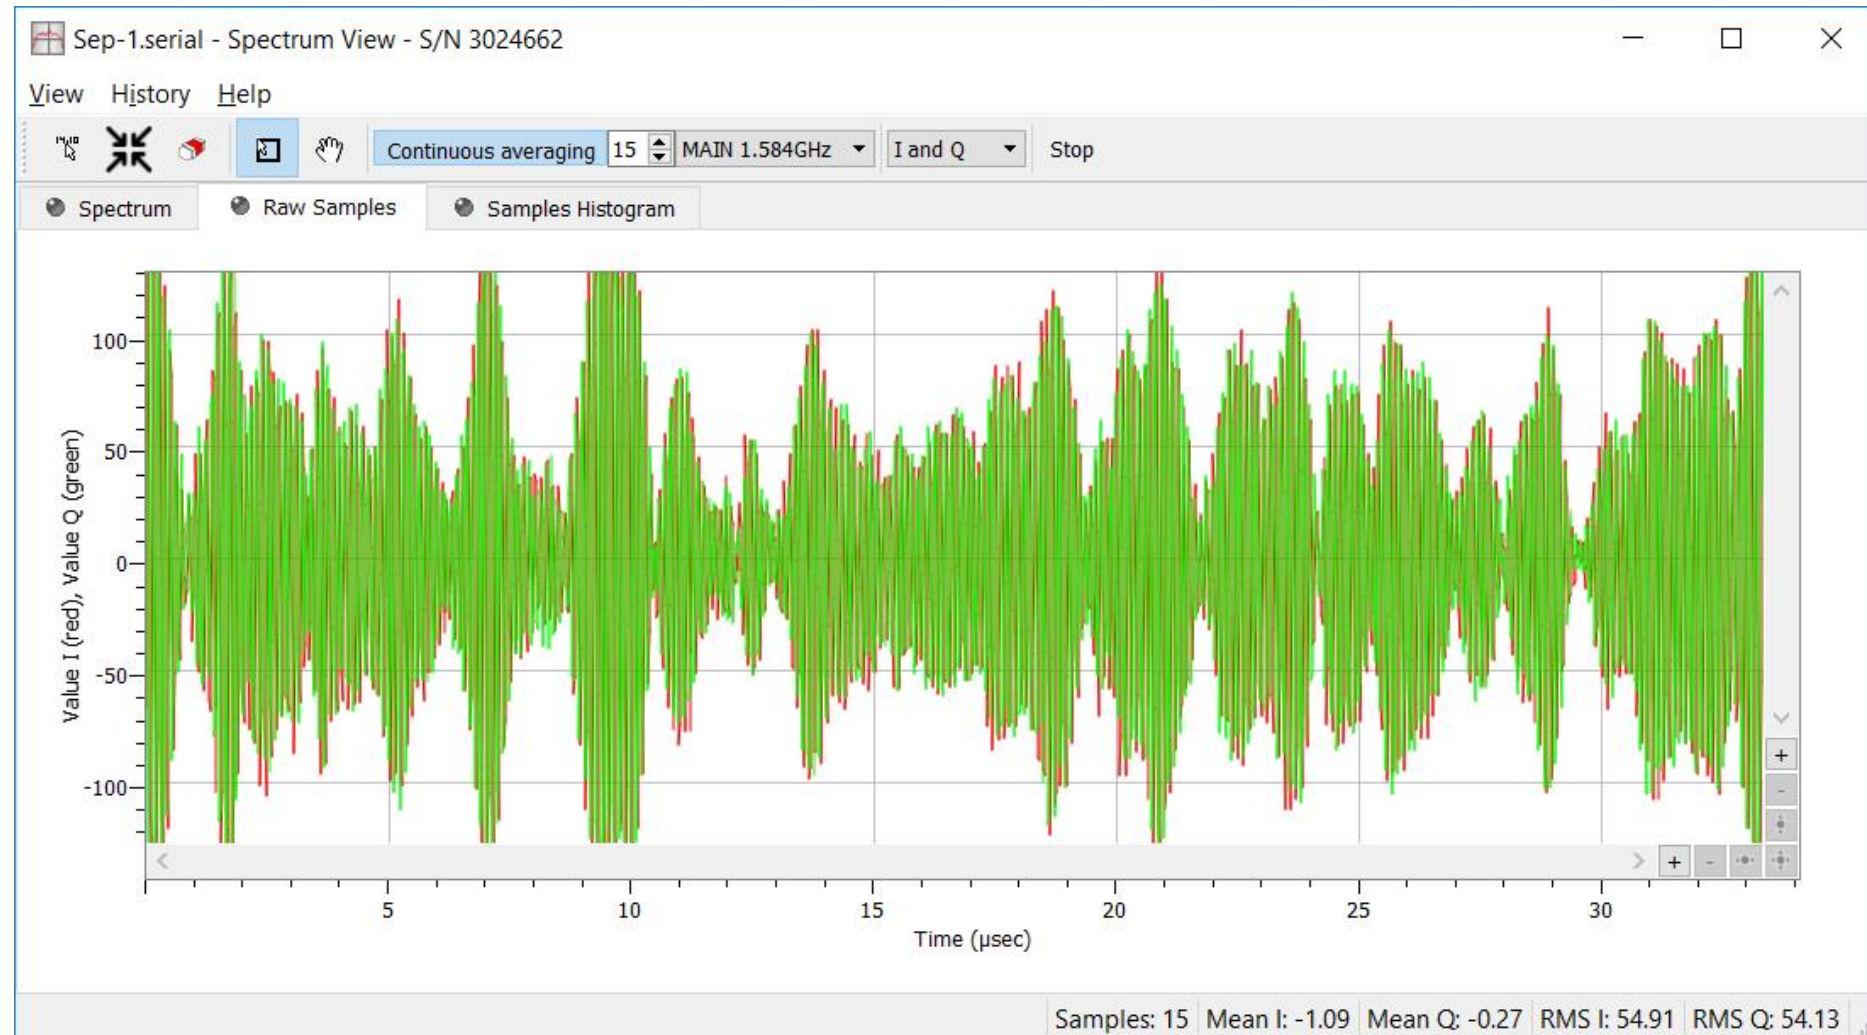 Sep-1.serial - Spectrum View - S/N 3024662
View History Help
Continuous averaging 15 MAIN 1.584GHz I and Q Stop
Spectrum Raw Samples Samples Histogram
Value I (red), Value Q (green)
100
50
0
-50
-100
5 10 15 20 25 30
Time (µsec)
Samples: 15 Mean I: -1.09 Mean Q: -0.27 RMS I: 54.91 RMS Q: 54.13